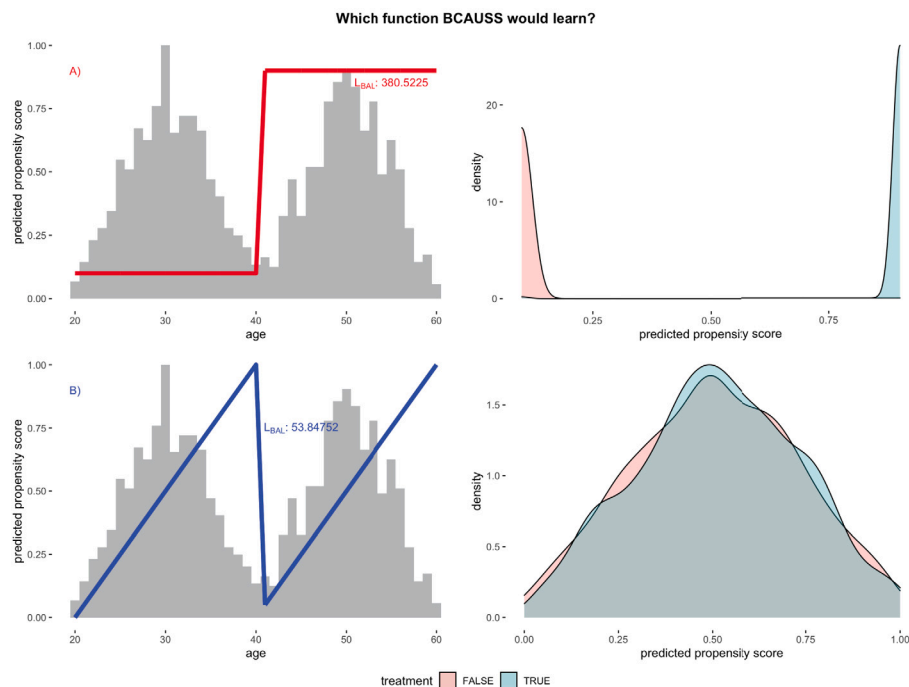 Which function BCAUSS would learn?
A)
L_BAL: 380.5225
predicted propensity score
1.00
0.75
0.50
0.25
0.00
20 30 40 50 60
age
density
20
10
0
0.25 0.50 0.75
predicted propensity score
B)
L_BAL: 53.84752
predicted propensity score
1.00
0.75
0.50
0.25
0.00
20 30 40 50 60
age
density
1.5
1.0
0.5
0.0
0.00 0.25 0.50 0.75 1.00
predicted propensity score
treatment FALSE TRUE